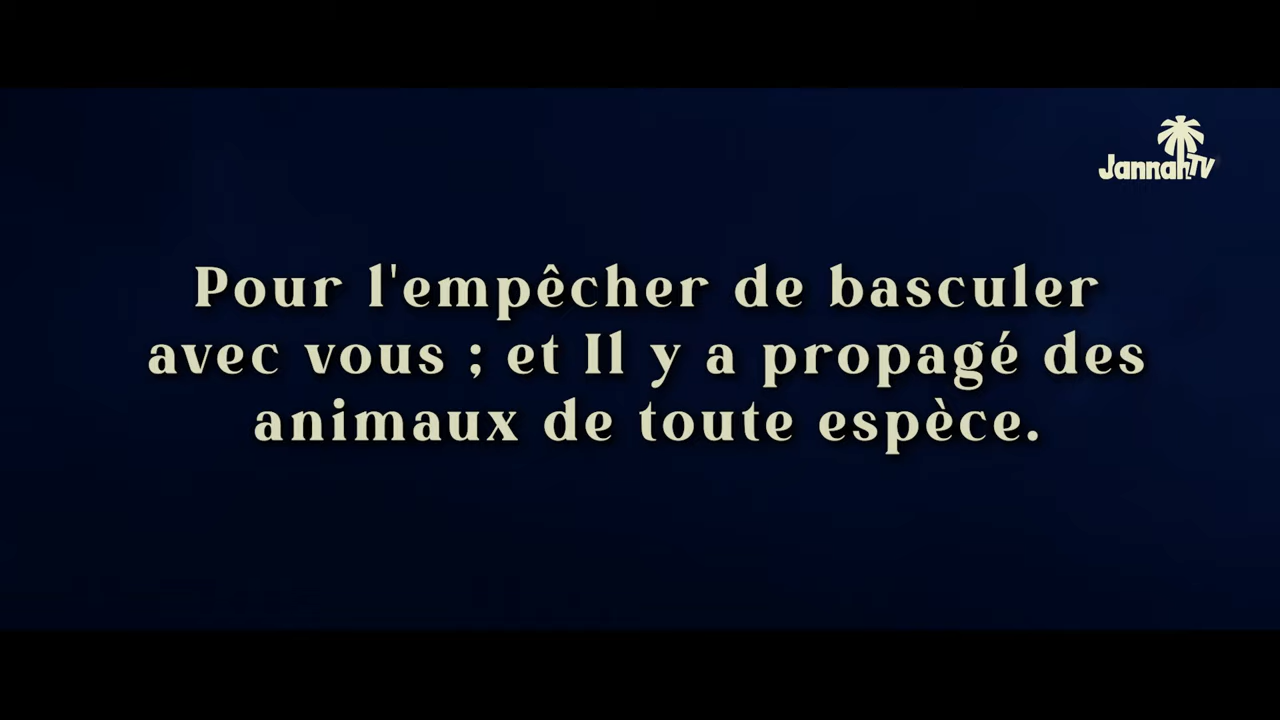 JannahTV
Pour l'empêcher de basculer
avec vous ; et Il y a propagé des
animaux de toute espèce.